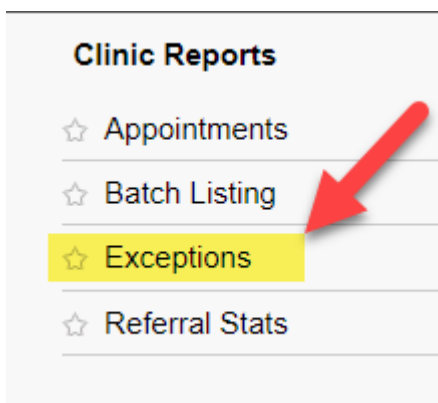 Clinic Reports
Appointments
Batch Listing
Exceptions
Referral Stats